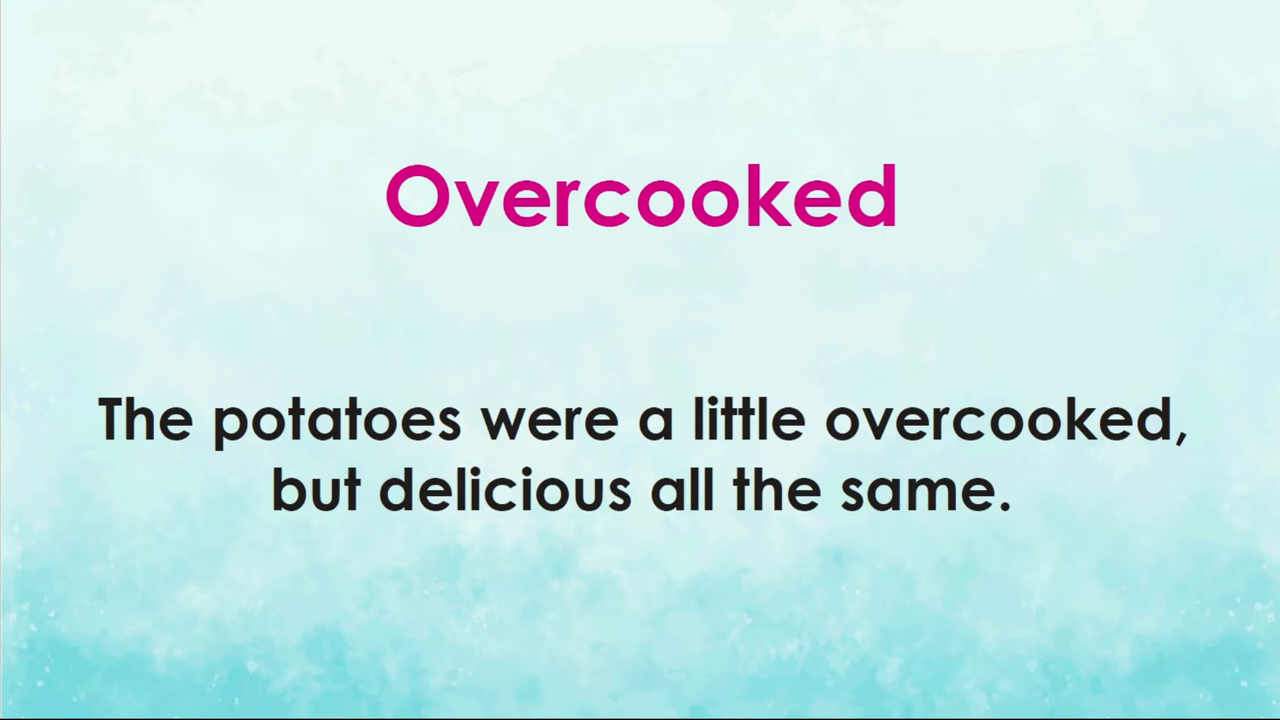 Overcooked
The potatoes were a little overcooked,
but delicious all the same.